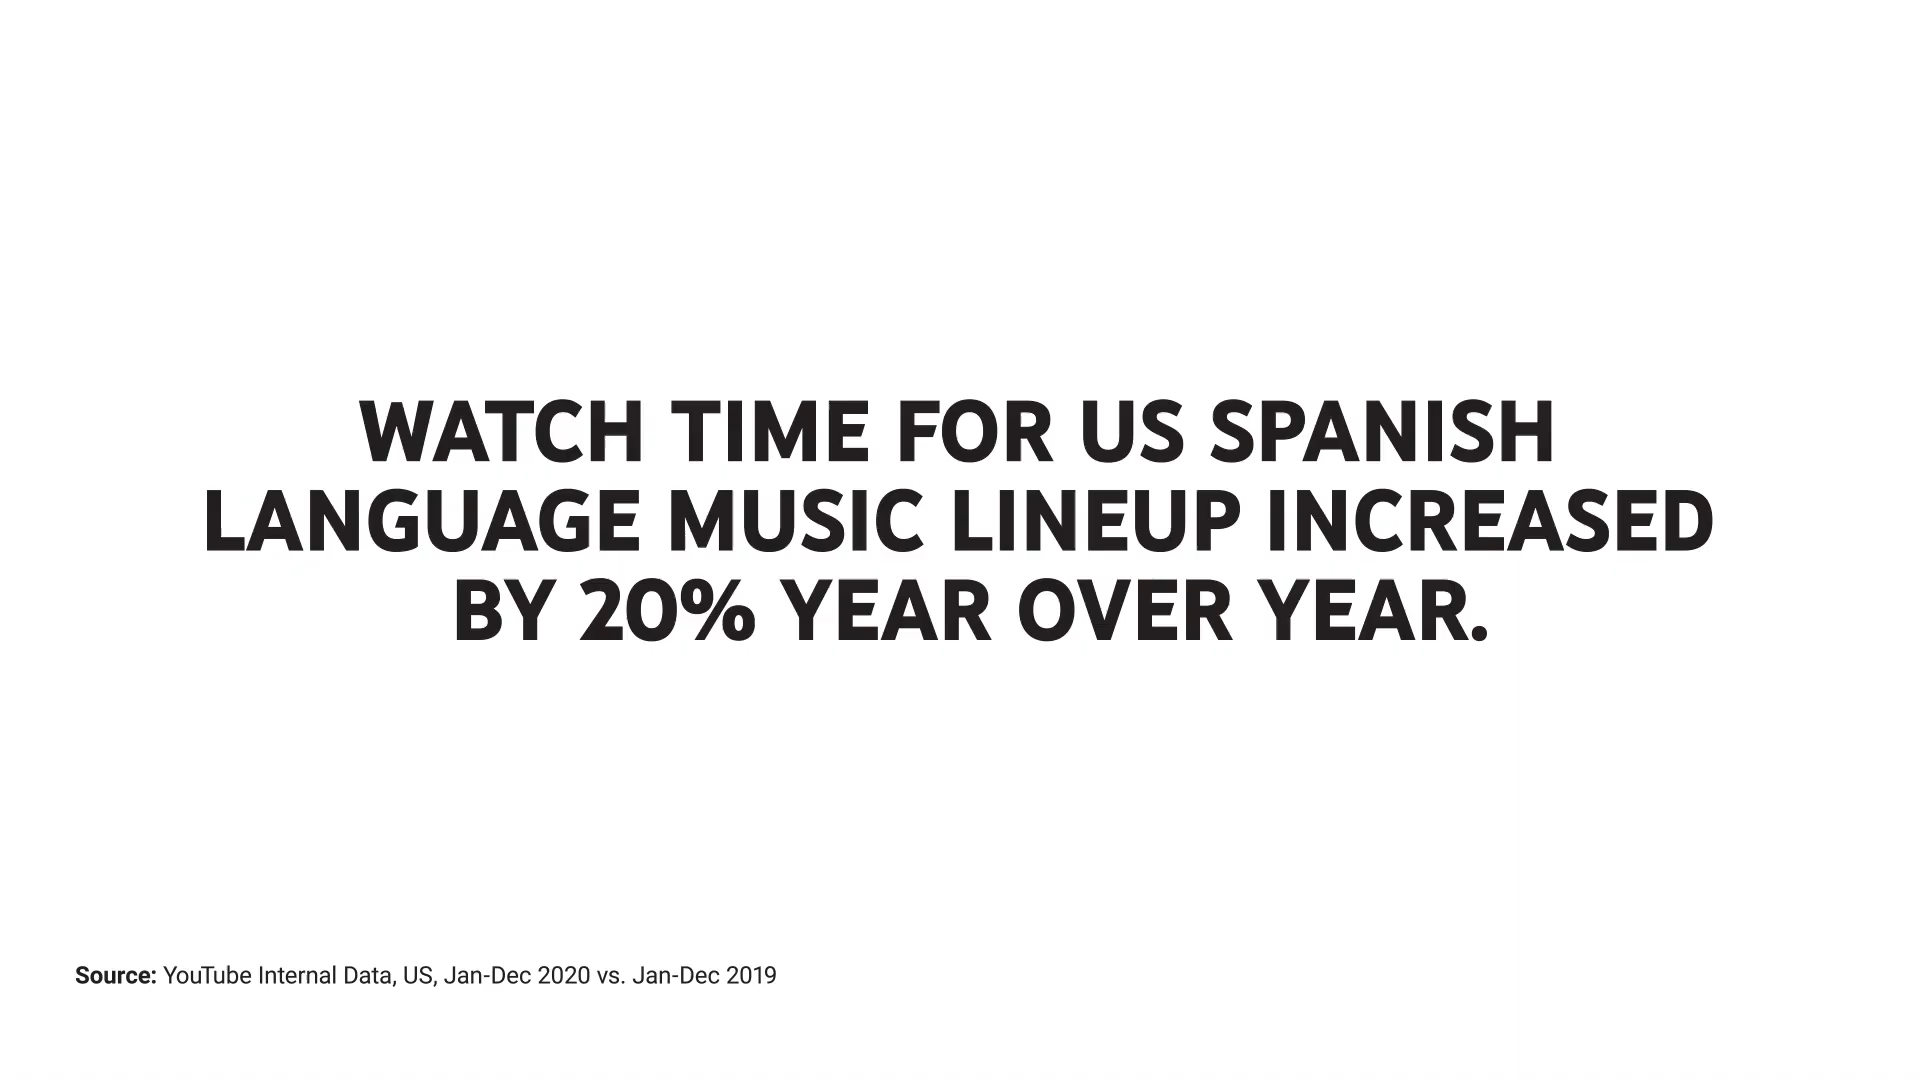 WATCH TIME FOR US SPANISH
LANGUAGE MUSIC LINEUP INCREASED
BY 20% YEAR OVER YEAR.
Source: YouTube Internal Data, US, Jan-Dec 2020 vs. Jan-Dec 2019